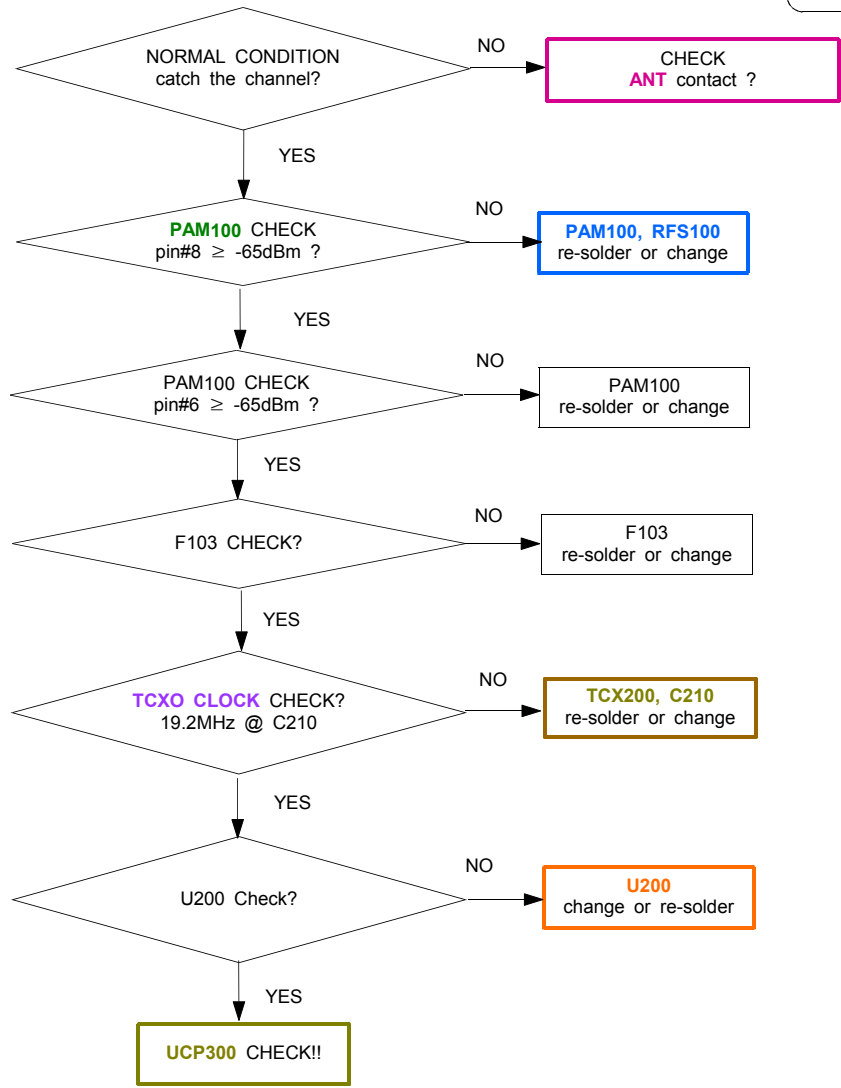 NORMAL CONDITION
catch the channel?
NO
CHECK
ANT contact ?
YES
PAM100 CHECK
pin#8 ≥ -65dBm ?
NO
PAM100, RFS100
re-solder or change
YES
PAM100 CHECK
pin#6 ≥ -65dBm ?
NO
PAM100
re-solder or change
YES
F103 CHECK?
NO
F103
re-solder or change
YES
TCXO CLOCK CHECK?
19.2MHz @ C210
NO
TCX200, C210
re-solder or change
YES
U200 Check?
NO
U200
change or re-solder
YES
UCP300 CHECK!!